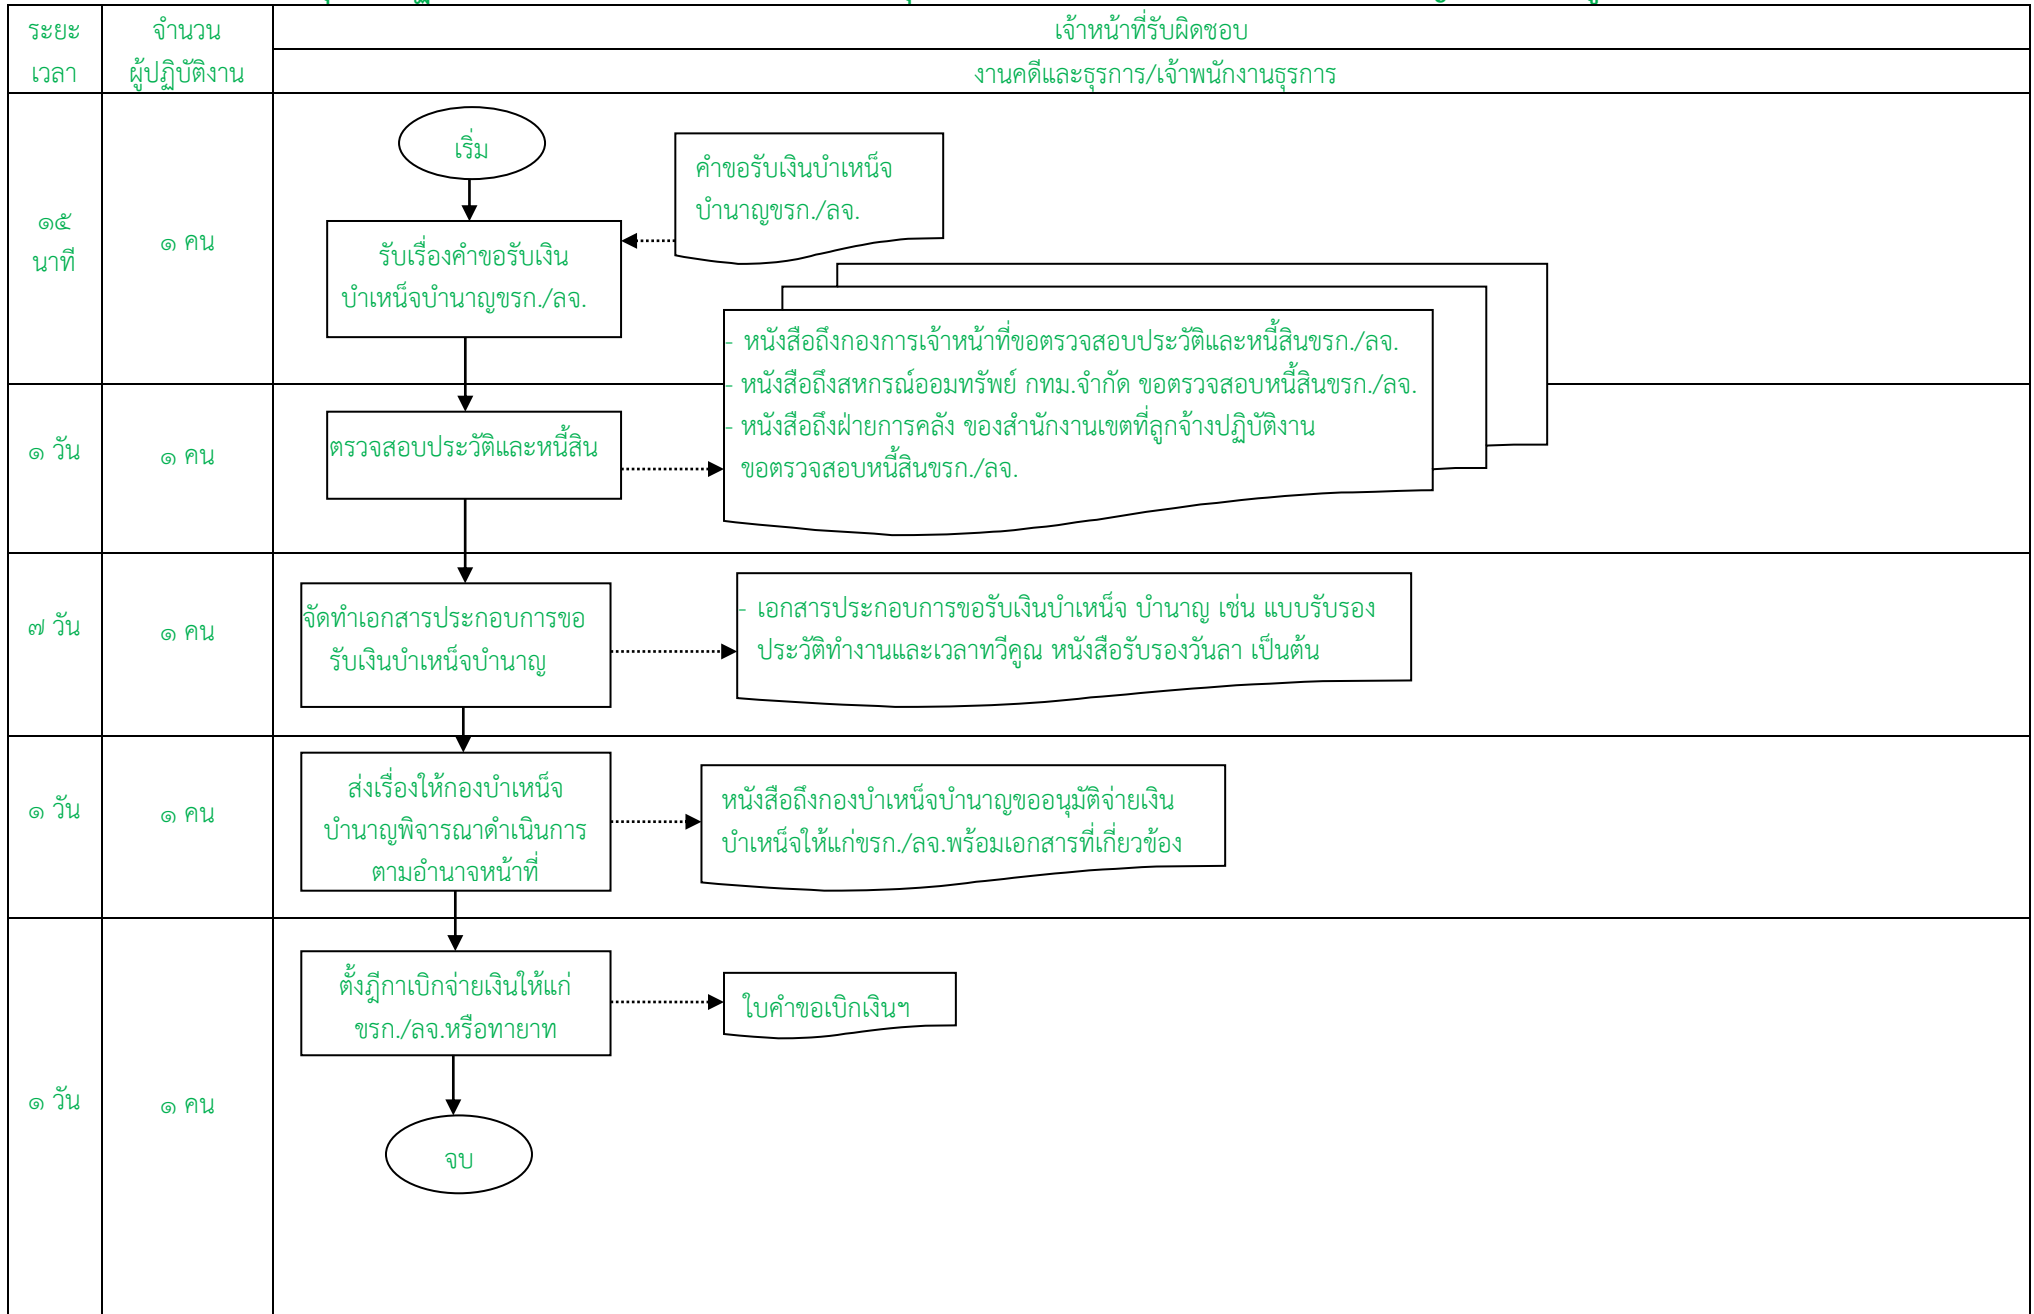 ระยะ
เวลา
จำนวน
ผู้ปฏิบัติงาน
เจ้าหน้าที่รับผิดชอบ
งานคดีและธุรการ/เจ้าพนักงานธุรการ
๑๕
นาที
๑ คน
เริ่ม
คำขอรับเงินบำเหน็จ
บำนาญขรก./ลจ.
รับเรื่องคำขอรับเงิน
บำเหน็จบำนาญขรก./ลจ.
- หนังสือถึงกองการเจ้าหน้าที่ขอตรวจสอบประวัติและหนี้สินขรก./ลจ.
- หนังสือถึงสหกรณ์ออมทรัพย์ กทม.จำกัด ขอตรวจสอบหนี้สินขรก./ลจ.
- หนังสือถึงฝ่ายการคลัง ของสำนักงานเขตที่ลูกจ้างปฏิบัติงาน
ขอตรวจสอบหนี้สินขรก./ลจ.
๑ วัน
๑ คน
ตรวจสอบประวัติและหนี้สิน
๗ วัน
๑ คน
จัดทำเอกสารประกอบการขอ
รับเงินบำเหน็จบำนาญ
- เอกสารประกอบการขอรับเงินบำเหน็จ บำนาญ เช่น แบบรับรอง
ประวัติทำงานและเวลาทวีคูณ หนังสือรับรองวันลา เป็นต้น
๑ วัน
๑ คน
ส่งเรื่องให้กองบำเหน็จ
บำนาญพิจารณาดำเนินการ
ตามอำนาจหน้าที่
หนังสือถึงกองบำเหน็จบำนาญขออนุมัติจ่ายเงิน
บำเหน็จให้แก่ขรก./ลจ.พร้อมเอกสารที่เกี่ยวข้อง
๑ วัน
๑ คน
ตั้งฎีกาเบิกจ่ายเงินให้แก่
ขรก./ลจ.หรือทายาท
ใบคำขอเบิกเงินฯ
จบ